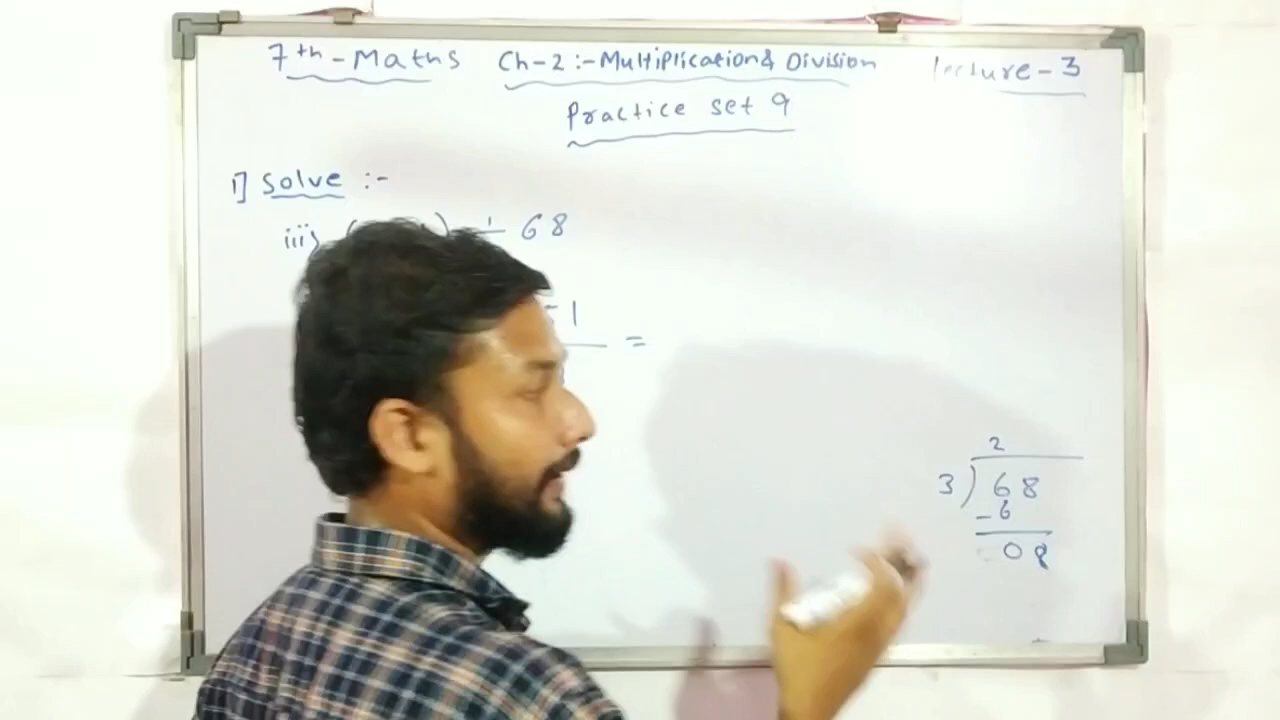 7th - Maths Ch-2 :- Multiplication & Division lecture - 3
Practice set 9
1] Solve :-
iii) ( ) ÷ 68
- 1
=
2
3 ) 68
- 6
08